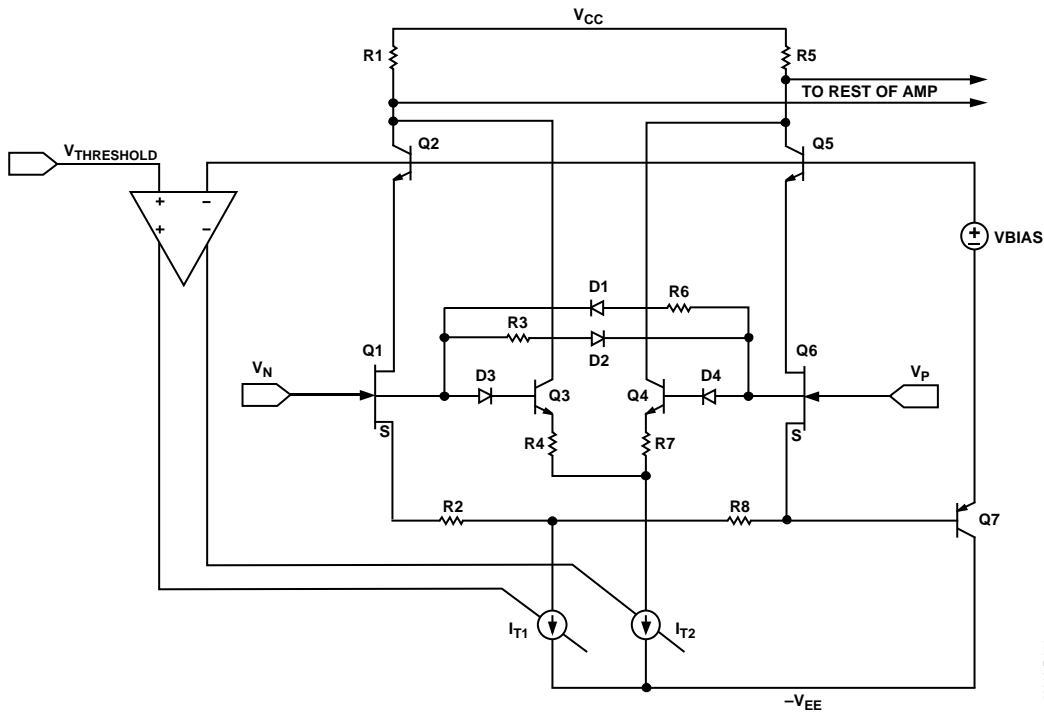 V_CC
R1
R5
TO REST OF AMP
Q2
Q5
V_THRESHOLD
+ −
+ −
+
−
VBIAS
D1
R6
R3
D2
Q1
Q6
V_N
V_P
D3
Q3
Q4
D4
S
R4
R7
S
R2
R8
Q7
I_T1
I_T2
–V_EE